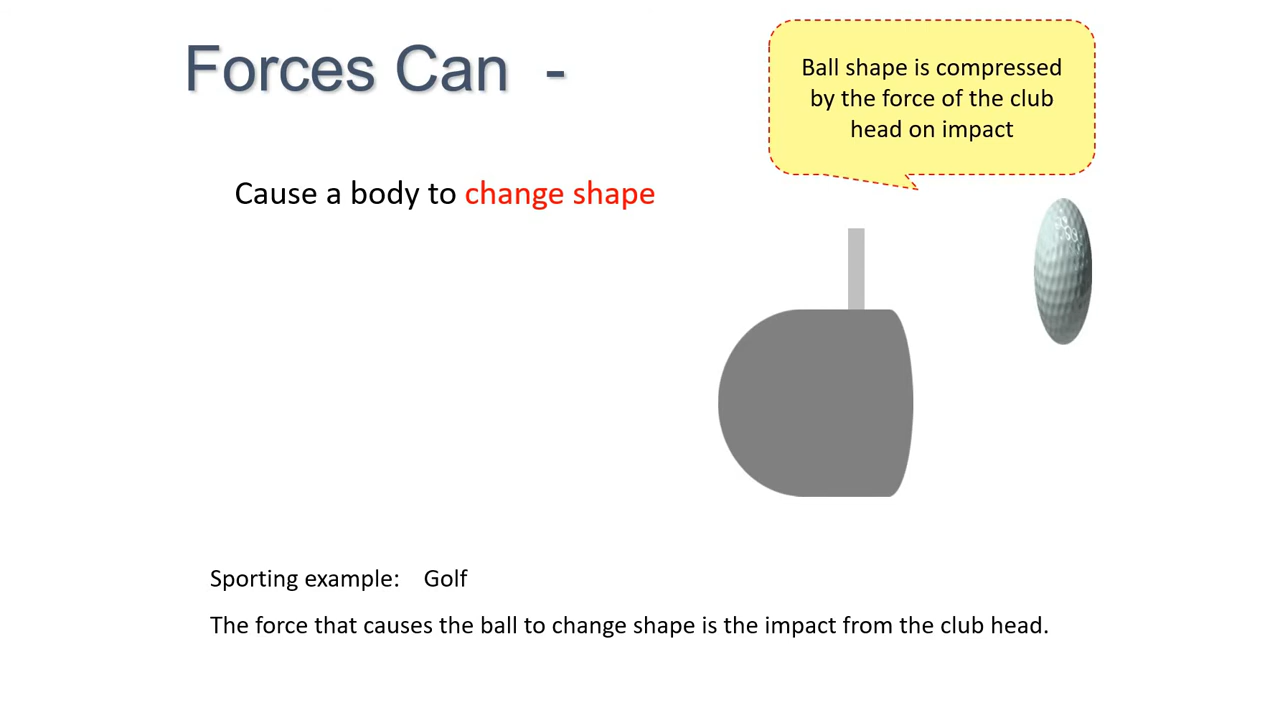 Forces Can -
Ball shape is compressed
by the force of the club
head on impact
Cause a body to change shape
Sporting example: Golf
The force that causes the ball to change shape is the impact from the club head.